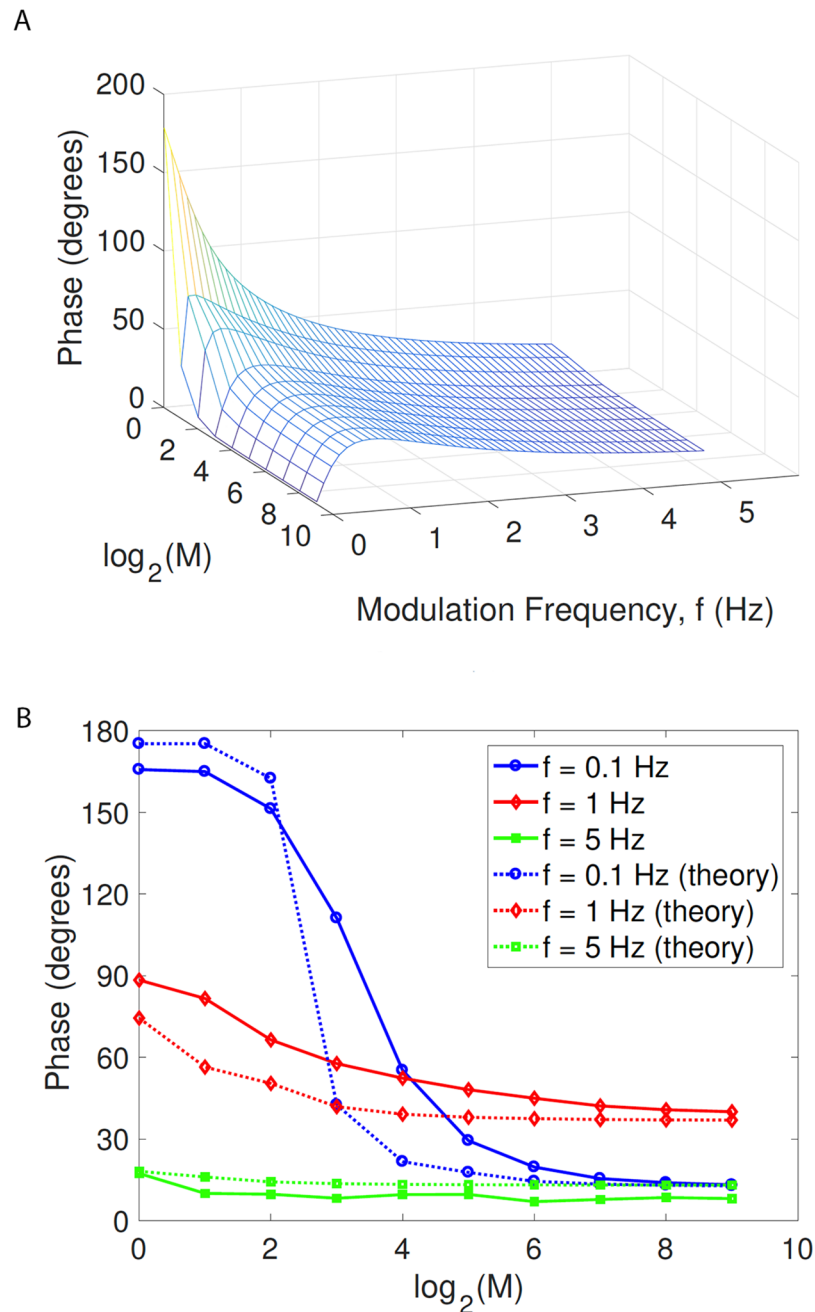 A
200
150
100
50
0
Phase (degrees)
0
2
4
6
8
10
log2(M)
0
1
2
3
4
5
Modulation Frequency, f (Hz)
B
180
150
120
90
60
30
0
Phase (degrees)
f = 0.1 Hz
f = 1 Hz
f = 5 Hz
f = 0.1 Hz (theory)
f = 1 Hz (theory)
f = 5 Hz (theory)
0
2
4
6
8
10
log2(M)